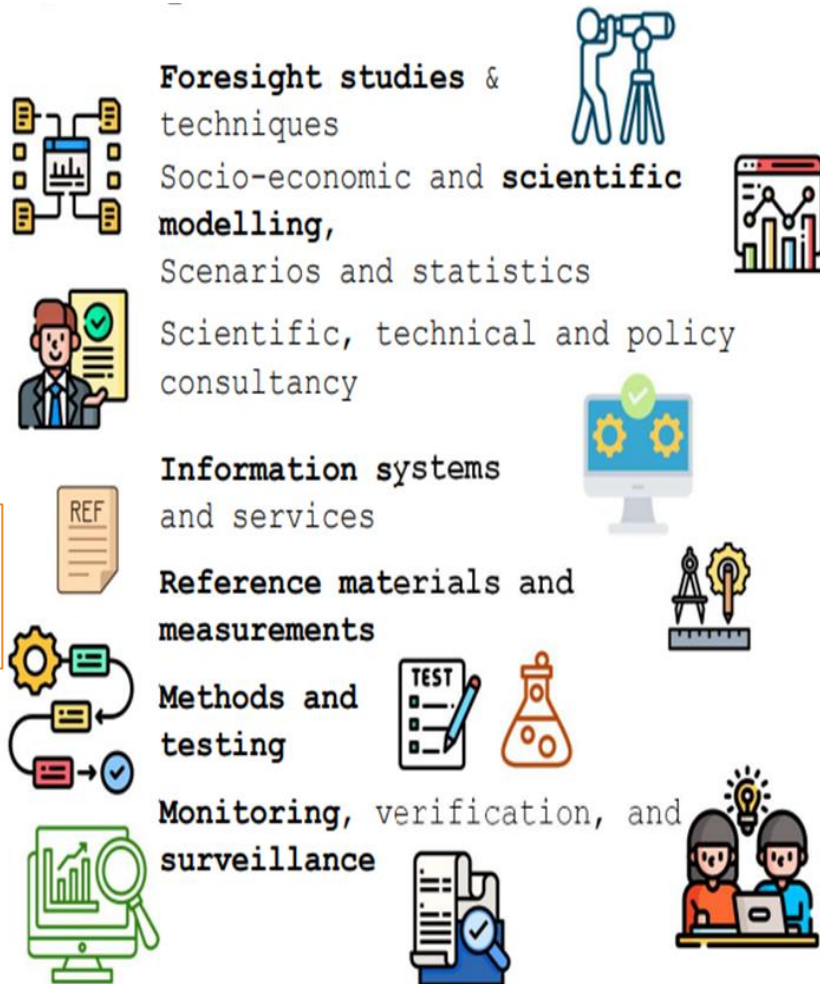 Foresight studies &
techniques
Socio-economic and scientific
modelling,
Scenarios and statistics
Scientific, technical and policy
consultancy
Information systems
and services
REF
Reference materials and
measurements
Methods and
testing
TEST
Monitoring, verification, and
surveillance